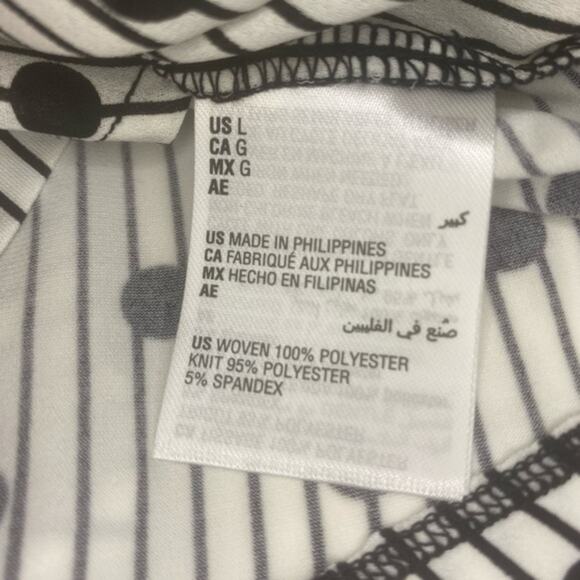 US L
CA G
MX G
AE
كبير
US MADE IN PHILIPPINES
CA FABRIQUÉ AUX PHILIPPINES
MX HECHO EN FILIPINAS
AE
صُنع في الفلبين
US WOVEN 100% POLYESTER
KNIT 95% POLYESTER
5% SPANDEX